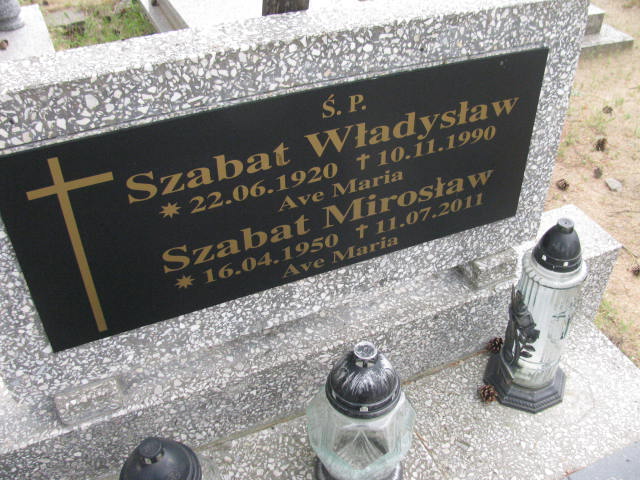 Ś. P.
Szabat Władysław
* 22.06.1920 † 10.11.1990
Ave Maria
Szabat Mirosław
* 16.04.1950 † 11.07.2011
Ave Maria